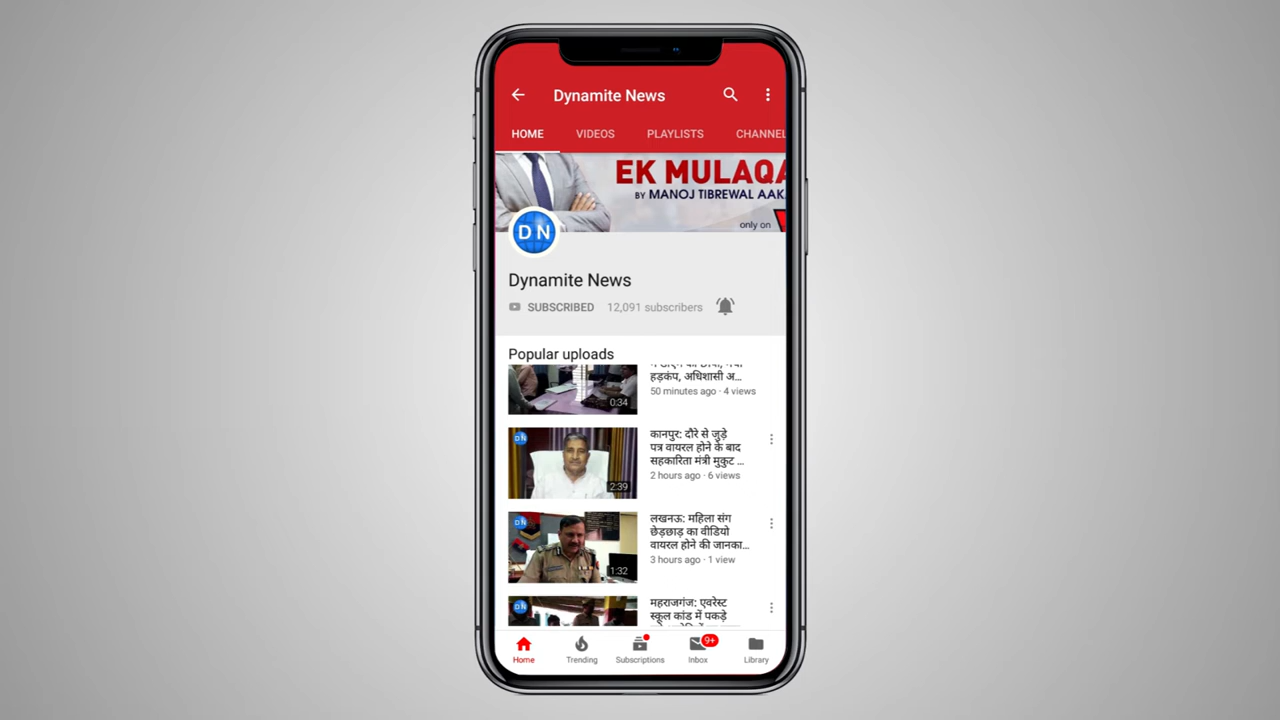 Dynamite News
HOME VIDEOS PLAYLISTS CHANNEL
EK MULAQA
BY MANOJ TIBREWAL AAK
only on
D N
Dynamite News
SUBSCRIBED 12,091 subscribers
Popular uploads
हड़कंप, अधिशासी अ...
50 minutes ago · 4 views
0:34
DN
कानपुर: दौरे से जुड़े
पत्र वायरल होने के बाद
सहकारिता मंत्री मुकुट ...
2 hours ago · 6 views
2:39
DN
लखनऊ: महिला संग
छेड़छाड़ का वीडियो
वायरल होने की जानका...
3 hours ago · 1 view
1:32
DN
महराजगंज: एवरेस्ट
स्कूल कांड में पकड़े
9+
Home Trending Subscriptions Inbox Library